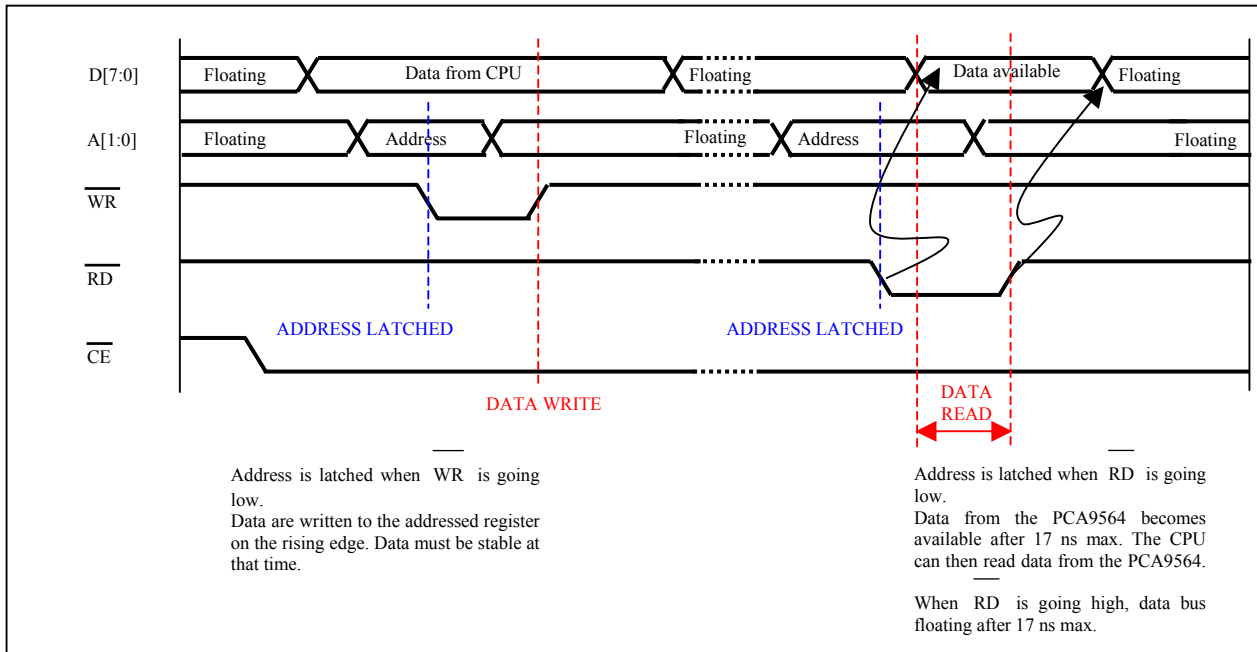 D[7:0] Floating Data from CPU Floating Data available Floating
A[1:0] Floating Address Floating Address Floating
WR
RD
ADDRESS LATCHED ADDRESS LATCHED
CE
DATA WRITE DATA
READ
Address is latched when WR is going
low.
Data are written to the addressed register
on the rising edge. Data must be stable at
that time.
Address is latched when RD is going
low.
Data from the PCA9564 becomes
available after 17 ns max. The CPU
can then read data from the PCA9564.
When RD is going high, data bus
floating after 17 ns max.